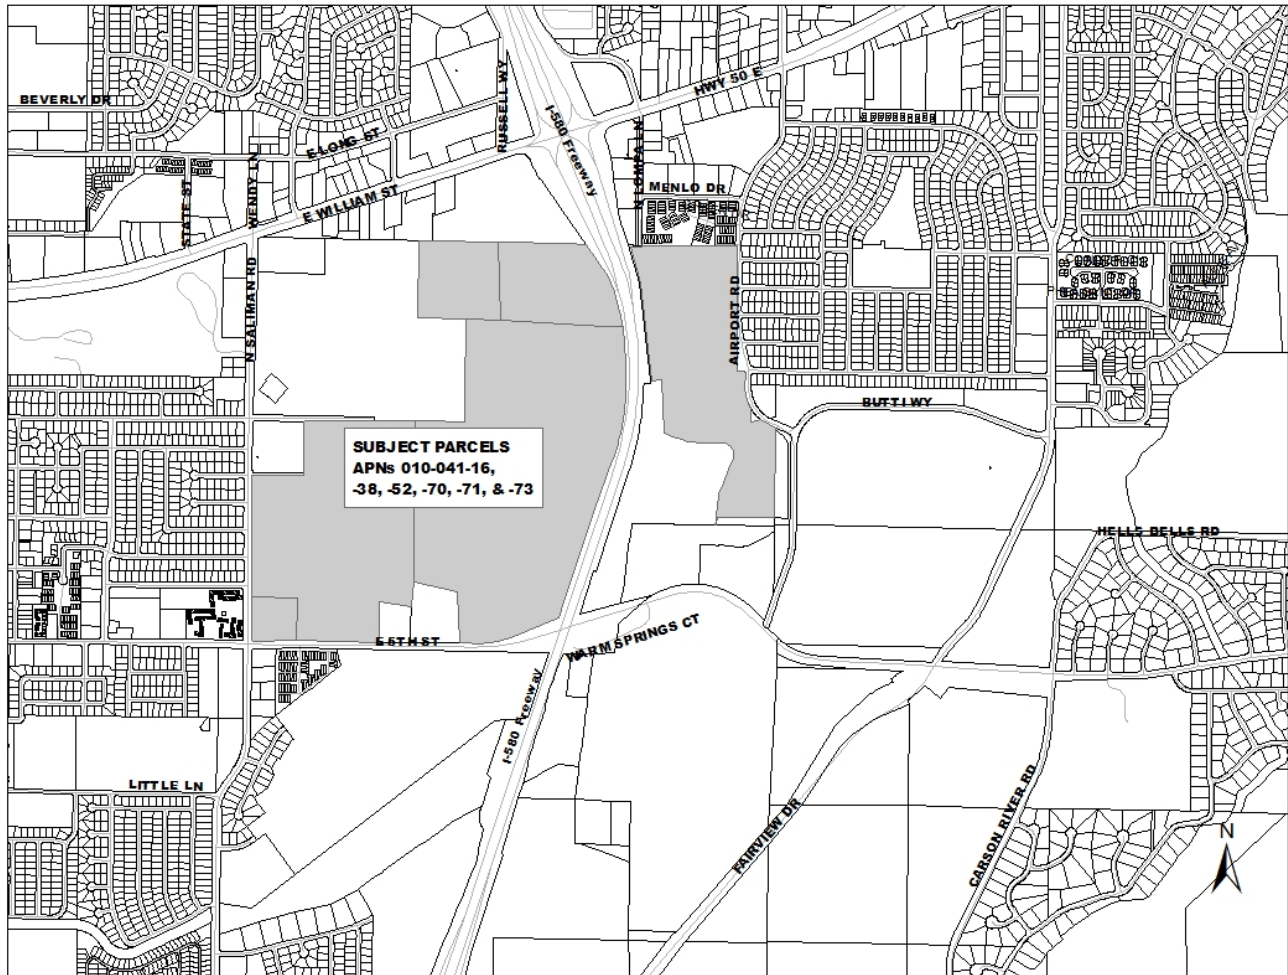 HWY 50 E
RUSSELL WY
BEVERLY DR
I-580 Freeway
E LONG ST
N LOMPA LN
WENDY LN
STATE ST
MENLO DR
E WILLIAM ST
N SALIMAN RD
AIRPORT RD
BUTTI WY
SUBJECT PARCELS
APNs 010-041-16,
-38, -52, -70, -71, & -73
HELLS BELLS RD
E 5TH ST
WARM SPRINGS CT
I-580 Freeway
LITTLE LN
FAIRVIEW DR
CARSON RIVER RD
N